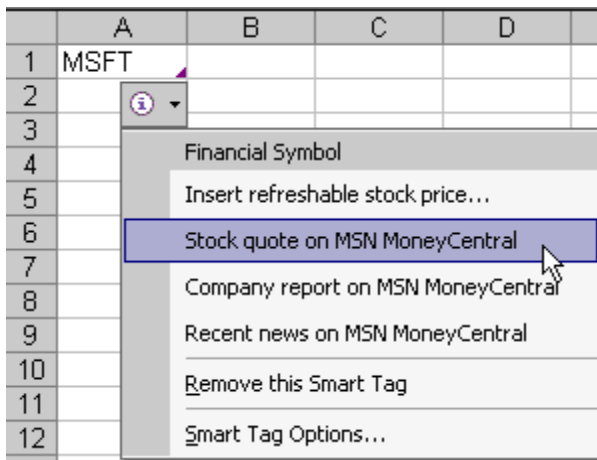 A B C D
1 MSFT
2
3
Financial Symbol
4
5 Insert refreshable stock price...
6 Stock quote on MSN MoneyCentral
7
8 Company report on MSN MoneyCentral
9 Recent news on MSN MoneyCentral
10
Remove this Smart Tag
11
12 Smart Tag Options...